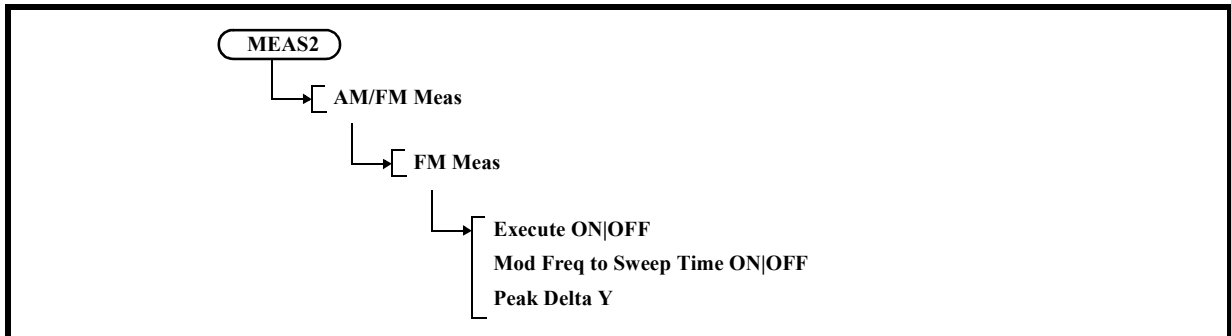 MEAS2
AM/FM Meas
FM Meas
Execute ON|OFF
Mod Freq to Sweep Time ON|OFF
Peak Delta Y